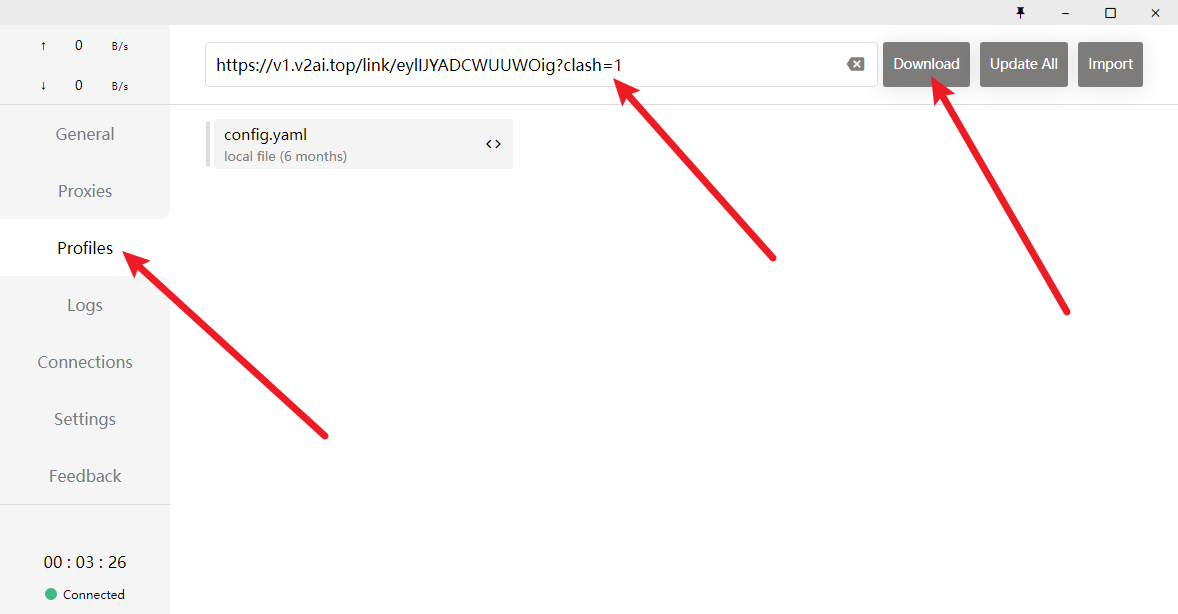 ↑ 0 B/s
↓ 0 B/s
General
Proxies
Profiles
Logs
Connections
Settings
Feedback
00 : 03 : 26
Connected
https://v1.v2ai.top/link/eylIJYADCWUUWOig?clash=1
Download
Update All
Import
config.yaml
local file (6 months)
<>